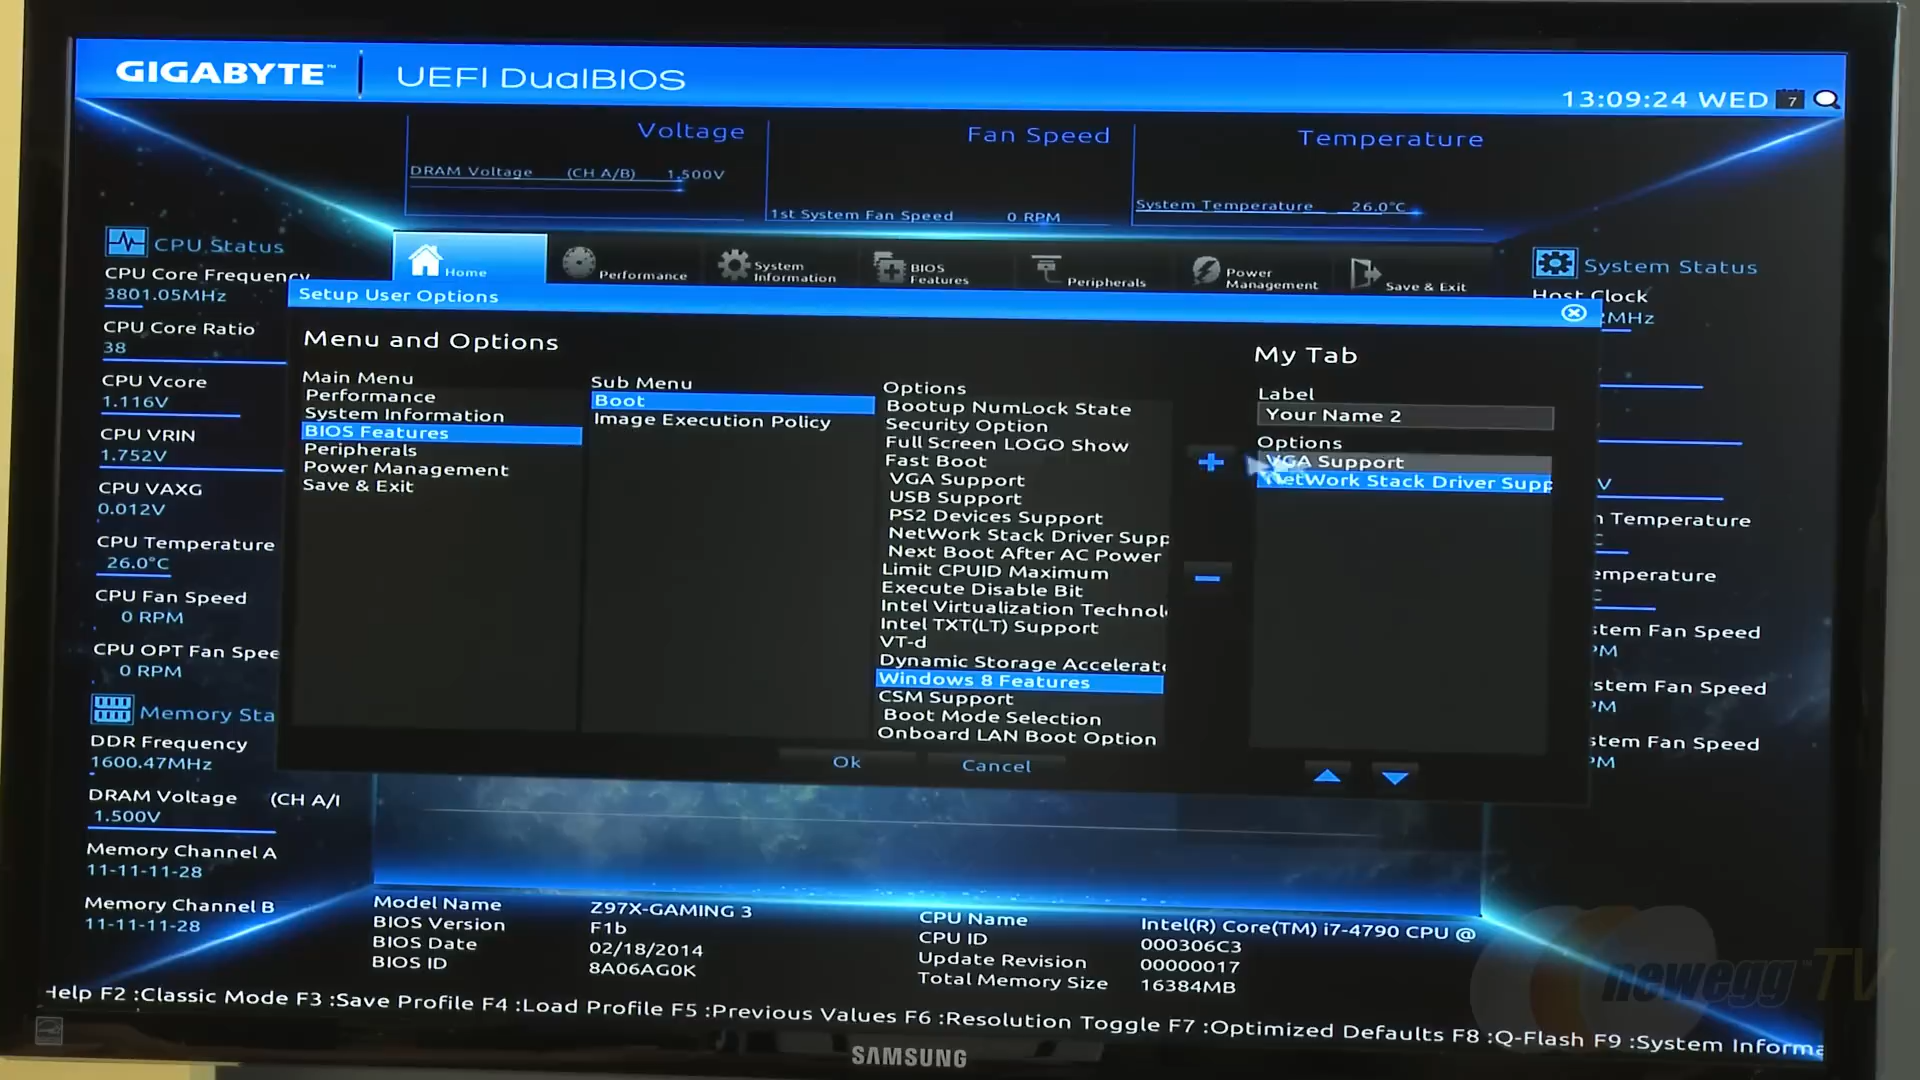 GIGABYTE™ UEFI DualBIOS
13:09:24 WED 7
Voltage
DRAM Voltage (CH A/B) 1.500V
Fan Speed
1st System Fan Speed 0 RPM
Temperature
System Temperature 26.0°C
CPU Status
CPU Core Frequency
3801.05MHz
CPU Core Ratio
38
CPU Vcore
1.116V
CPU VRIN
1.752V
CPU VAXG
0.012V
CPU Temperature
26.0°C
CPU Fan Speed
0 RPM
CPU OPT Fan Spee
0 RPM
Memory Sta
DDR Frequency
1600.47MHz
DRAM Voltage (CH A/
1.500V
Memory Channel A
11-11-11-28
Memory Channel B
11-11-11-28
Home
Performance
System Information
BIOS Features
Peripherals
Power Management
Save & Exit
Setup User Options
Menu and Options
Main Menu
Performance
System Information
BIOS Features
Peripherals
Power Management
Save & Exit
Sub Menu
Boot
Image Execution Policy
Options
Bootup NumLock State
Security Option
Full Screen LOGO Show
Fast Boot
VGA Support
USB Support
PS2 Devices Support
NetWork Stack Driver Supp
Next Boot After AC Power
Limit CPUID Maximum
Execute Disable Bit
Intel Virtualization Technol
Intel TXT(LT) Support
VT-d
Dynamic Storage Accelerat
Windows 8 Features
CSM Support
Boot Mode Selection
Onboard LAN Boot Option
Ok
Cancel
My Tab
Label
Your Name 2
Options
VGA Support
NetWork Stack Driver Supp
System Status
Host Clock
MHz
V
Temperature
emperature
stem Fan Speed
PM
stem Fan Speed
PM
stem Fan Speed
PM
Model Name Z97X-GAMING 3
BIOS Version F1b
BIOS Date 02/18/2014
BIOS ID 8A06AG0K
CPU Name Intel(R) Core(TM) i7-4790 CPU @
CPU ID 000306C3
Update Revision 00000017
Total Memory Size 16384MB
Help F2 :Classic Mode F3 :Save Profile F4 :Load Profile F5 :Previous Values F6 :Resolution Toggle F7 :Optimized Defaults F8 :Q-Flash F9 :System Informa
newegg™ TV
SAMSUNG